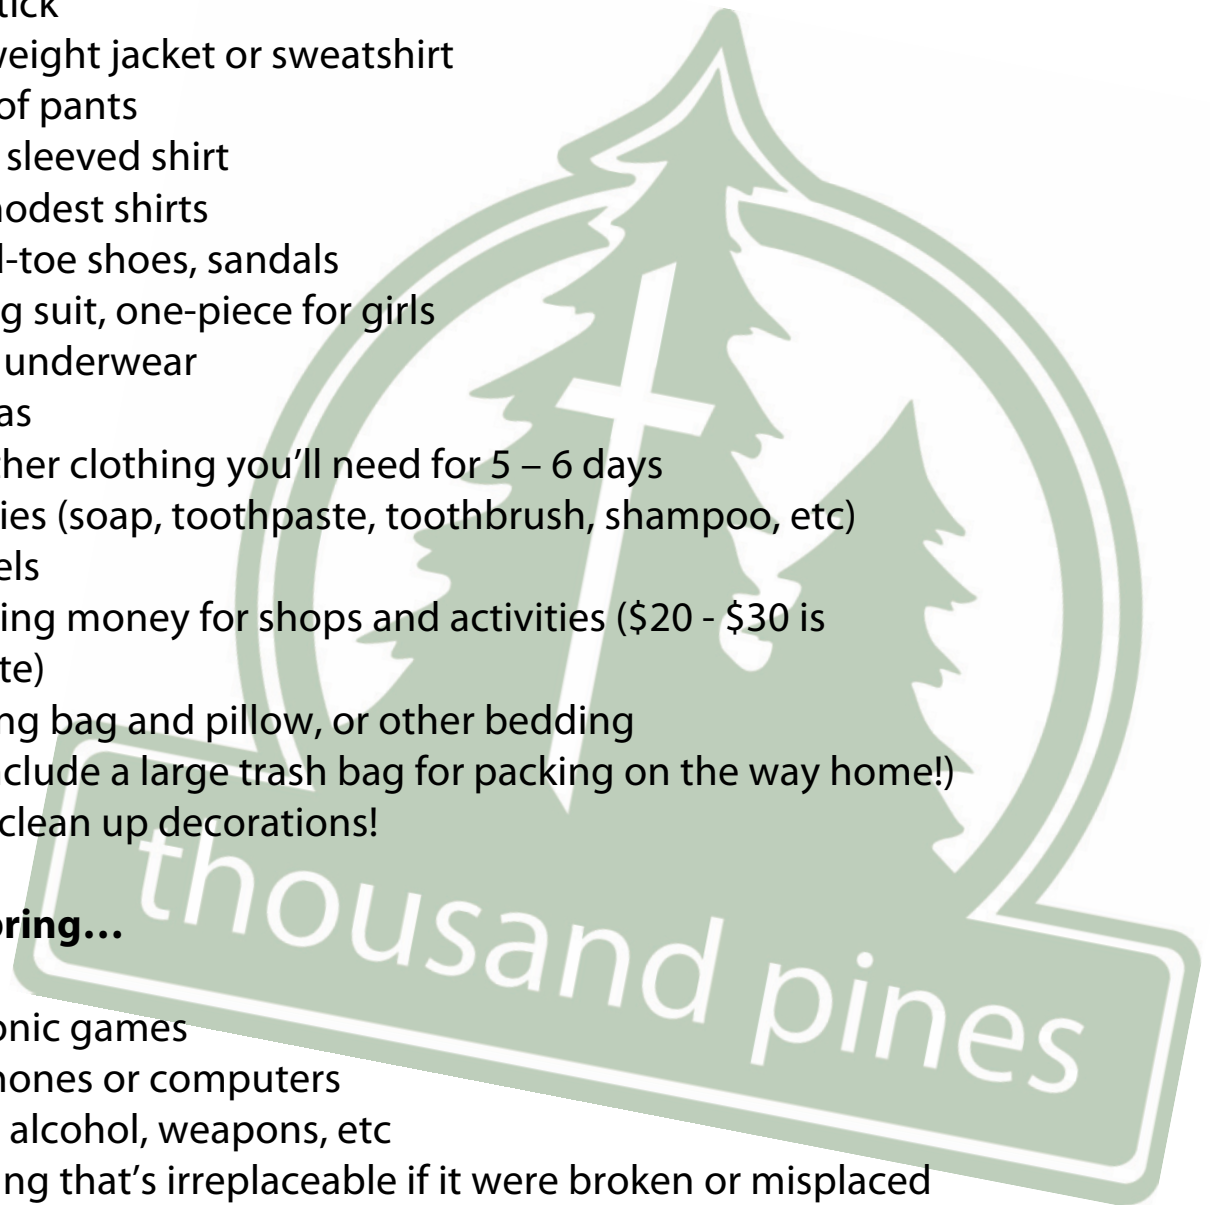 tick
weight jacket or sweatshirt
of pants
sleeved shirt
modest shirts
d-toe shoes, sandals
g suit, one-piece for girls
underwear
as
ther clothing you’ll need for 5 – 6 days
ies (soap, toothpaste, toothbrush, shampoo, etc)
els
ing money for shops and activities ($20 - $30 is
te)
ng bag and pillow, or other bedding
nclude a large trash bag for packing on the way home!)
clean up decorations!
bring…
onic games
hones or computers
alcohol, weapons, etc
ing that’s irreplaceable if it were broken or misplaced
thousand pines